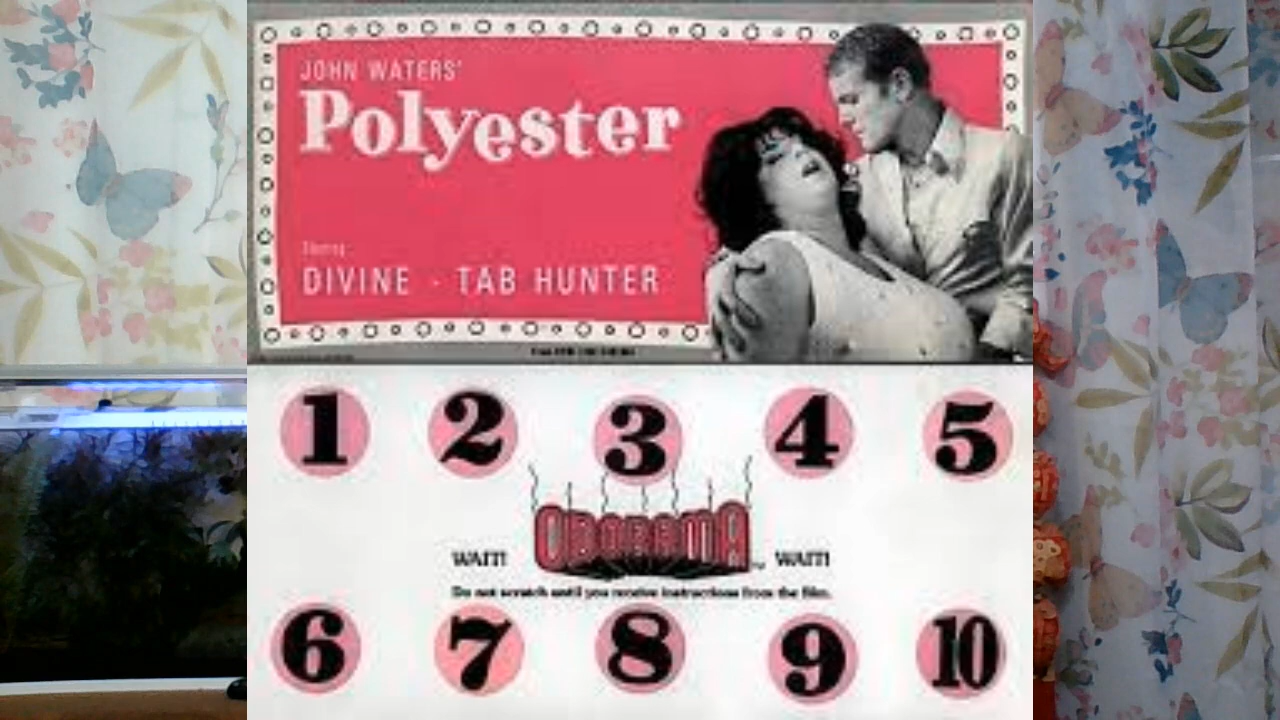 JOHN WATERS'
Polyester
Starring
DIVINE · TAB HUNTER
1 2 3 4 5
ODORAMA
WAIT! WAIT!
Do not scratch until you receive instructions from the film.
6 7 8 9 10